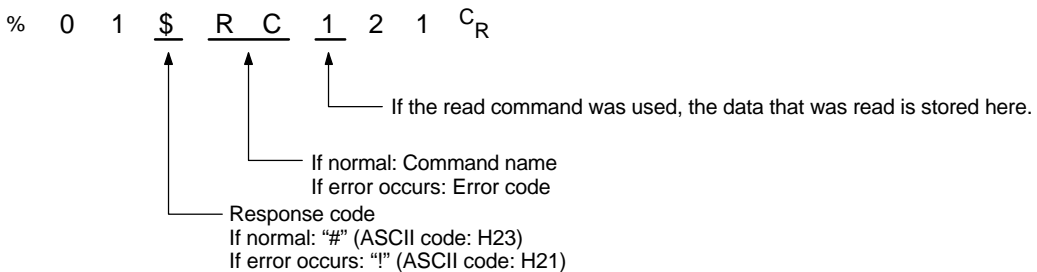 % 0 1 $ R C 1 2 1 CR
If the read command was used, the data that was read is stored here.
If normal: Command name
If error occurs: Error code
Response code
If normal: “#” (ASCII code: H23)
If error occurs: “!” (ASCII code: H21)